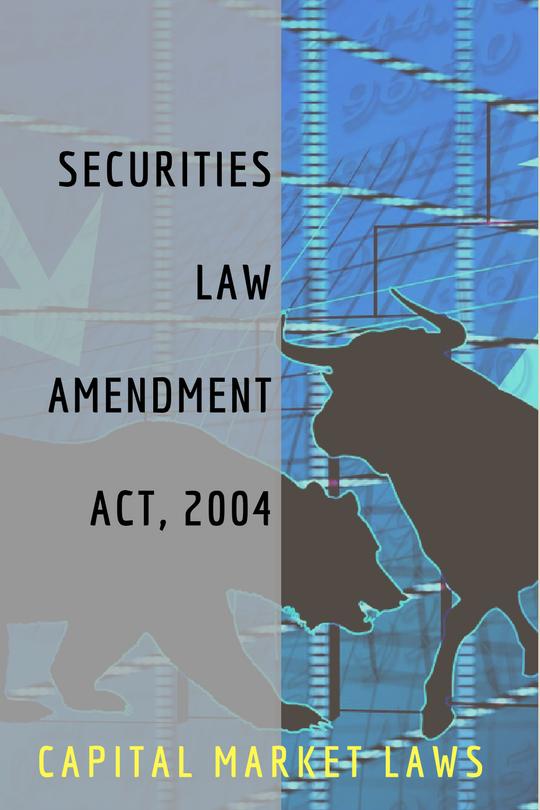 SECURITIES
LAW
AMENDMENT
ACT, 2004
CAPITAL MARKET LAWS